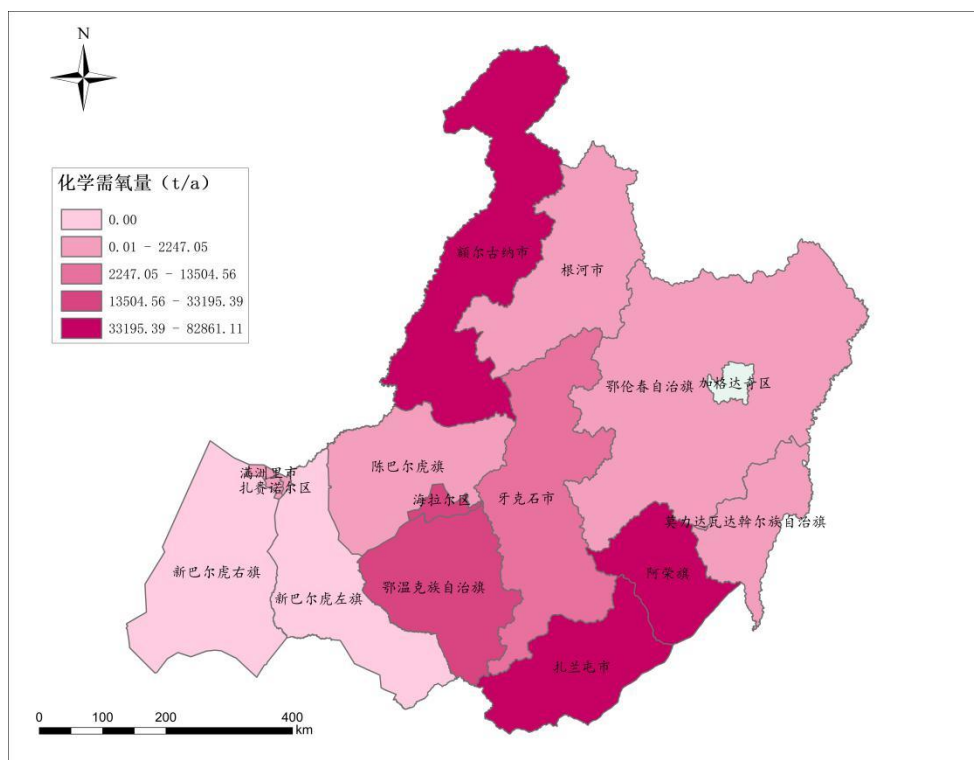 N
化学需氧量（t/a）
0.00
0.01 - 2247.05
2247.05 - 13504.56
13504.56 - 33195.39
33195.39 - 82861.11
额尔古纳市
根河市
鄂伦春自治旗
加格达奇区
陈巴尔虎旗
满洲里市
扎赉诺尔区
海拉尔区
牙克石市
莫力达瓦达斡尔族自治旗
新巴尔虎右旗
新巴尔虎左旗
鄂温克族自治旗
阿荣旗
扎兰屯市
0 100 200 400
km